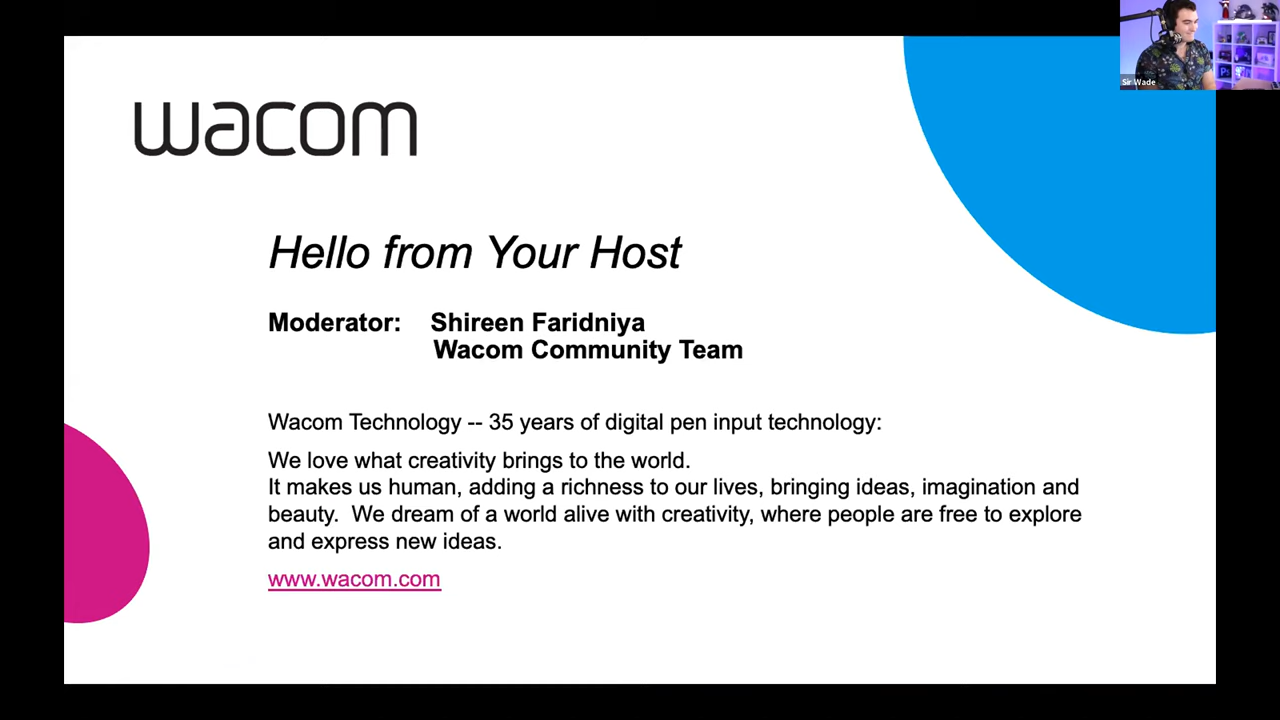 Sir Wade
wacom
Hello from Your Host
Moderator: Shireen Faridniya
Wacom Community Team
Wacom Technology -- 35 years of digital pen input technology:
We love what creativity brings to the world.
It makes us human, adding a richness to our lives, bringing ideas, imagination and
beauty. We dream of a world alive with creativity, where people are free to explore
and express new ideas.
www.wacom.com